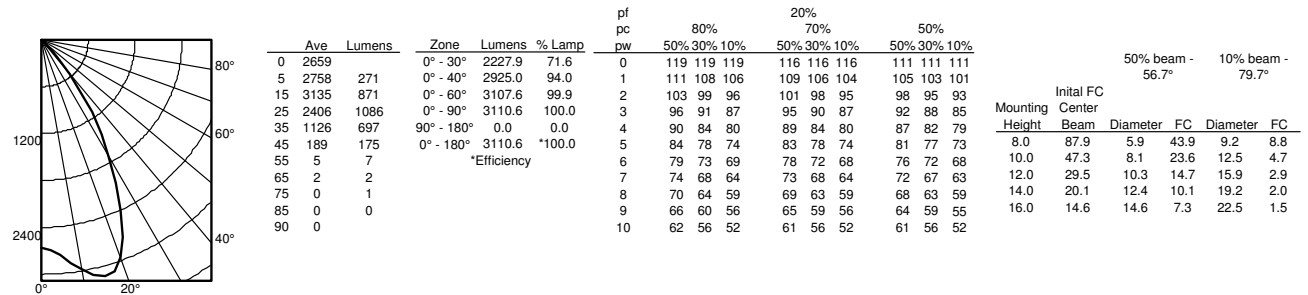 80°
60°
40°
1200
2400
0° 20°
Ave Lumens
0 2659
5 2758 271
15 3135 871
25 2406 1086
35 1126 697
45 189 175
55 5 7
65 2 2
75 0 1
85 0 0
90 0
Zone Lumens % Lamp
0° - 30° 2227.9 71.6
0° - 40° 2925.0 94.0
0° - 60° 3107.6 99.9
0° - 90° 3110.6 100.0
90° - 180° 0.0 0.0
0° - 180° 3110.6 *100.0
*Efficiency
pf 20%
pc 80% 70% 50%
pw 50% 30% 10% 50% 30% 10% 50% 30% 10%
0 119 119 119 116 116 116 111 111 111
1 111 108 106 109 106 104 105 103 101
2 103 99 96 101 98 95 98 95 93
3 96 91 87 95 90 87 92 88 85
4 90 84 80 89 84 80 87 82 79
5 84 78 74 83 78 74 81 77 73
6 79 73 69 78 72 68 76 72 68
7 74 68 64 73 68 64 72 67 63
8 70 64 59 69 63 59 68 63 59
9 66 60 56 65 59 56 64 59 55
10 62 56 52 61 56 52 61 56 52
50% beam - 10% beam -
56.7° 79.7°
Inital FC
Mounting Center
Height Beam Diameter FC Diameter FC
8.0 87.9 5.9 43.9 9.2 8.8
10.0 47.3 8.1 23.6 12.5 4.7
12.0 29.5 10.3 14.7 15.9 2.9
14.0 20.1 12.4 10.1 19.2 2.0
16.0 14.6 14.6 7.3 22.5 1.5